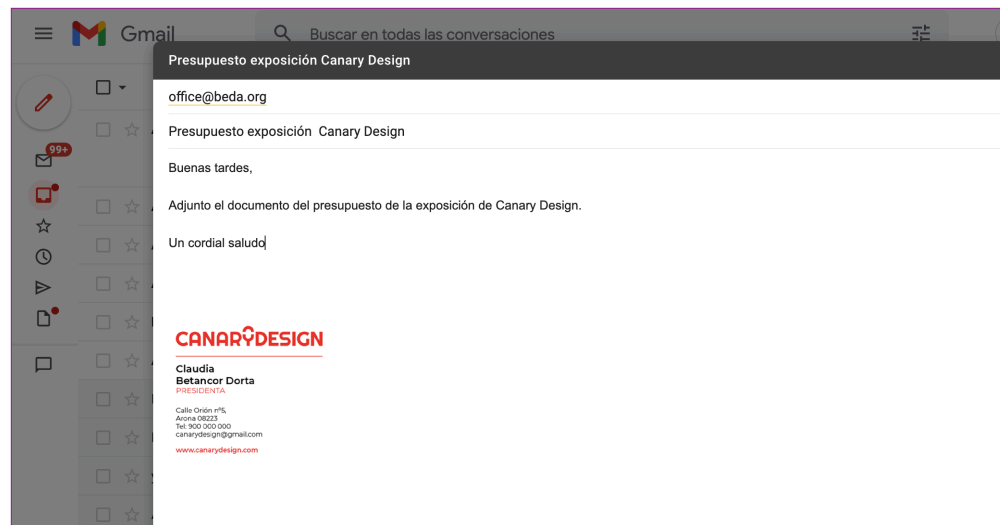 Gmail
Buscar en todas las conversaciones
Presupuesto exposición Canary Design
office@beda.org
Presupuesto exposición  Canary Design
99+
Buenas tardes,
Adjunto el documento del presupuesto de la exposición de Canary Design.
Un cordial saludo
CANARYDESIGN
Claudia
Betancor Dorta
PRESIDENTA
Calle Orión nº5,
Arona 08223
Tel: 900 000 000
canarydesign@gmail.com
www.canarydesign.com